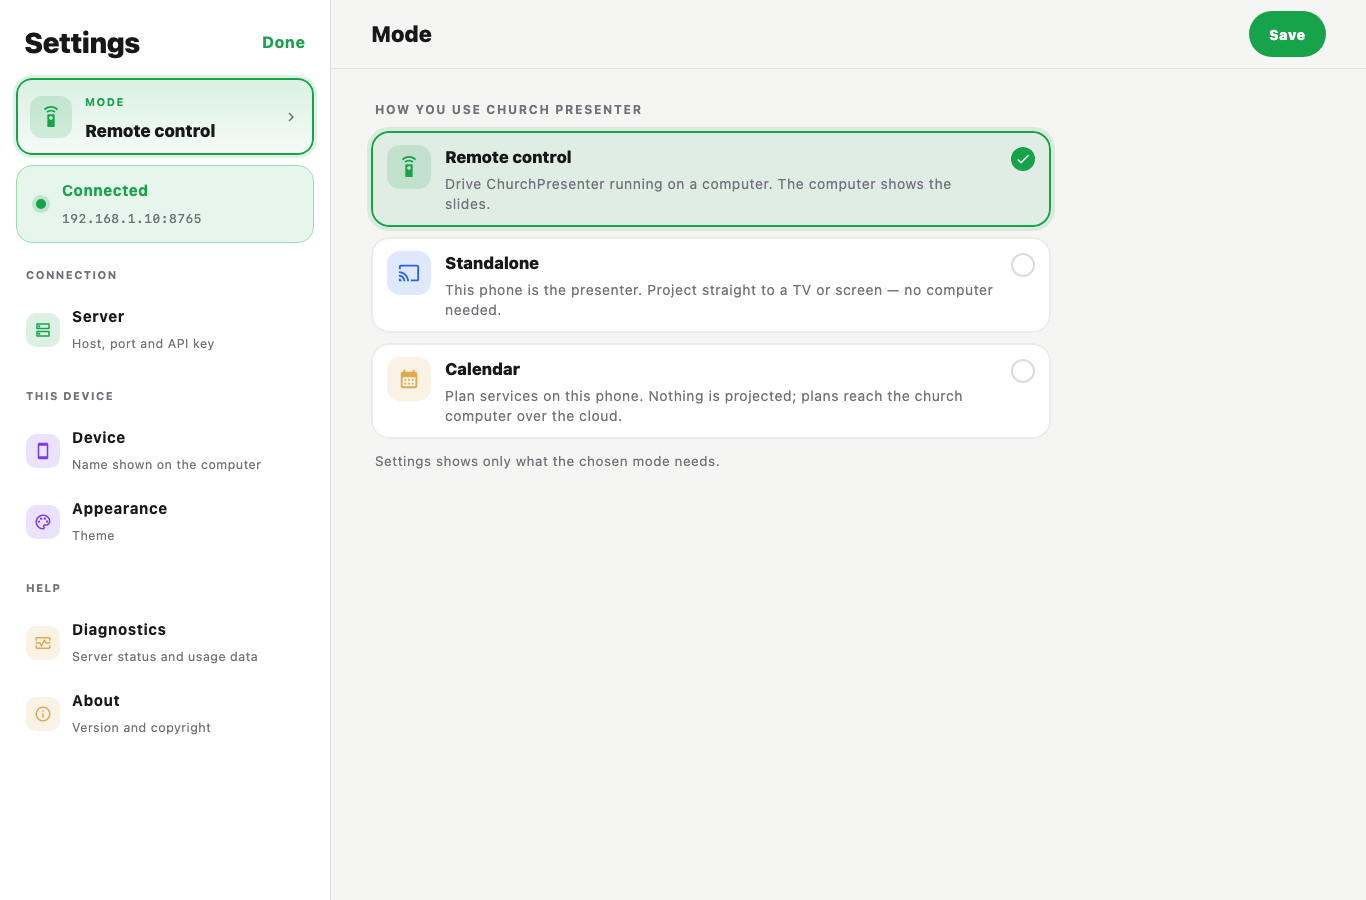 Settings
Done
MODE
Remote control
Connected
192.168.1.10:8765
CONNECTION
Server
Host, port and API key
THIS DEVICE
Device
Name shown on the computer
Appearance
Theme
HELP
Diagnostics
Server status and usage data
About
Version and copyright
Mode
Save
HOW YOU USE CHURCH PRESENTER
Remote control
Drive ChurchPresenter running on a computer. The computer shows the
slides.
Standalone
This phone is the presenter. Project straight to a TV or screen — no computer
needed.
Calendar
Plan services on this phone. Nothing is projected; plans reach the church
computer over the cloud.
Settings shows only what the chosen mode needs.